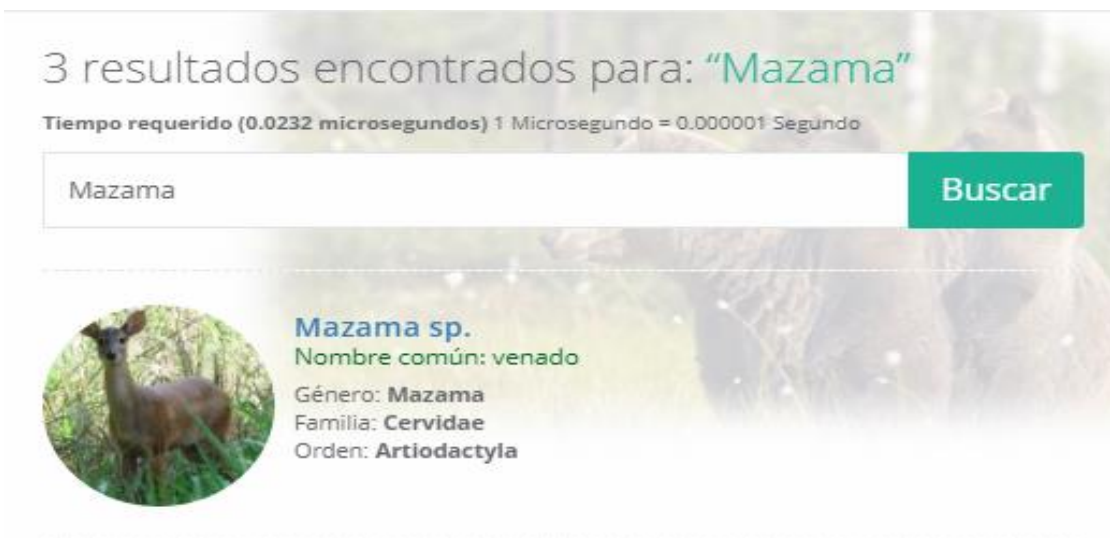 3 resultados encontrados para: “Mazama”
Tiempo requerido (0.0232 microsegundos) 1 Microsegundo = 0.000001 Segundo
Mazama
Buscar
Mazama sp.
Nombre común: venado
Género: Mazama
Familia: Cervidae
Orden: Artiodactyla